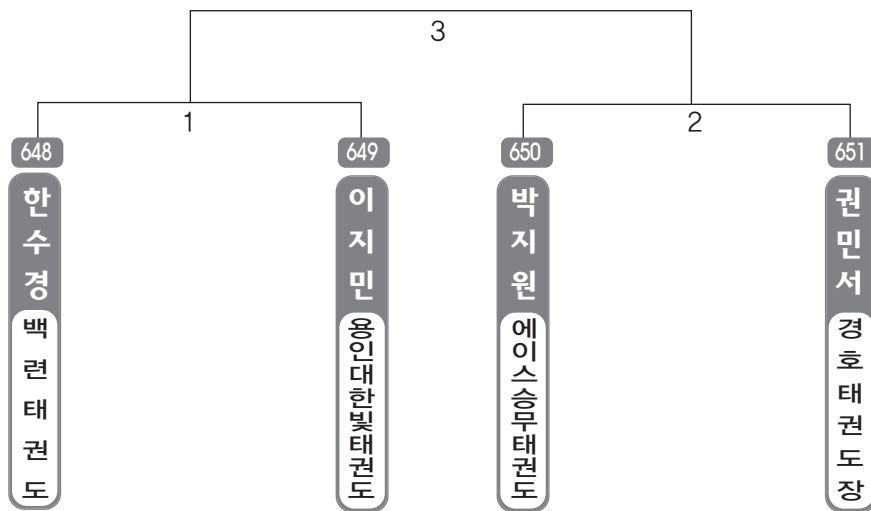 3
1
2
648
한수경
백련태권도
649
이지민
용인대한빛태권도
650
박지원
에이스승무태권도
651
권민서
경호태권도장